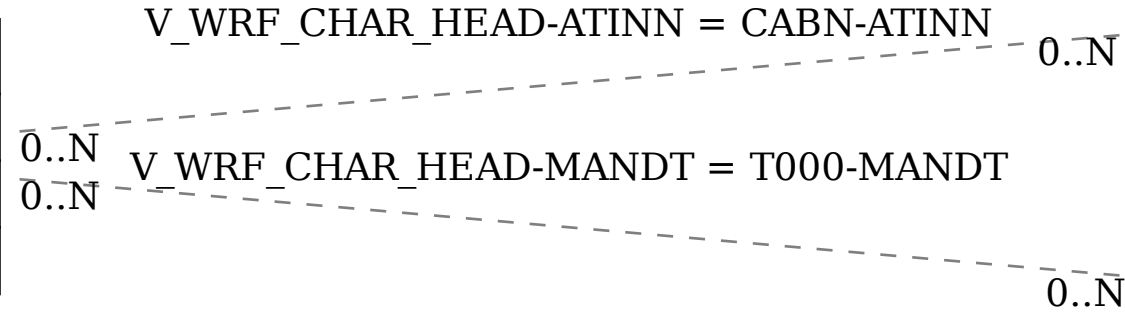 V_WRF_CHAR_HEAD-ATINN = CABN-ATINN
0..N
0..N
V_WRF_CHAR_HEAD-MANDT = T000-MANDT
0..N
0..N